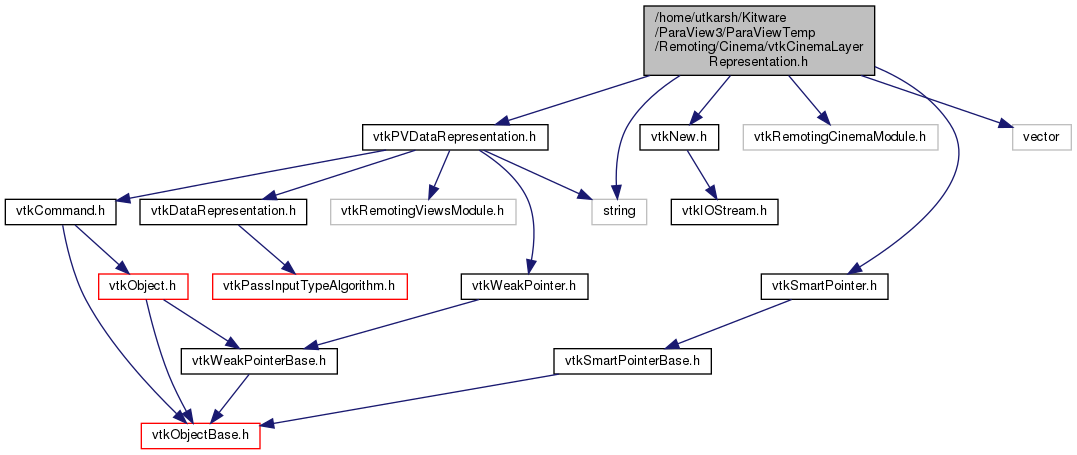 /home/utkarsh/Kitware
/ParaView3/ParaViewTemp
/Remoting/Cinema/vtkCinemaLayer
Representation.h
vtkPVDataRepresentation.h
vtkNew.h
vtkRemotingCinemaModule.h
vector
vtkCommand.h
vtkDataRepresentation.h
vtkRemotingViewsModule.h
string
vtkIOStream.h
vtkObject.h
vtkPassInputTypeAlgorithm.h
vtkWeakPointer.h
vtkSmartPointer.h
vtkWeakPointerBase.h
vtkSmartPointerBase.h
vtkObjectBase.h